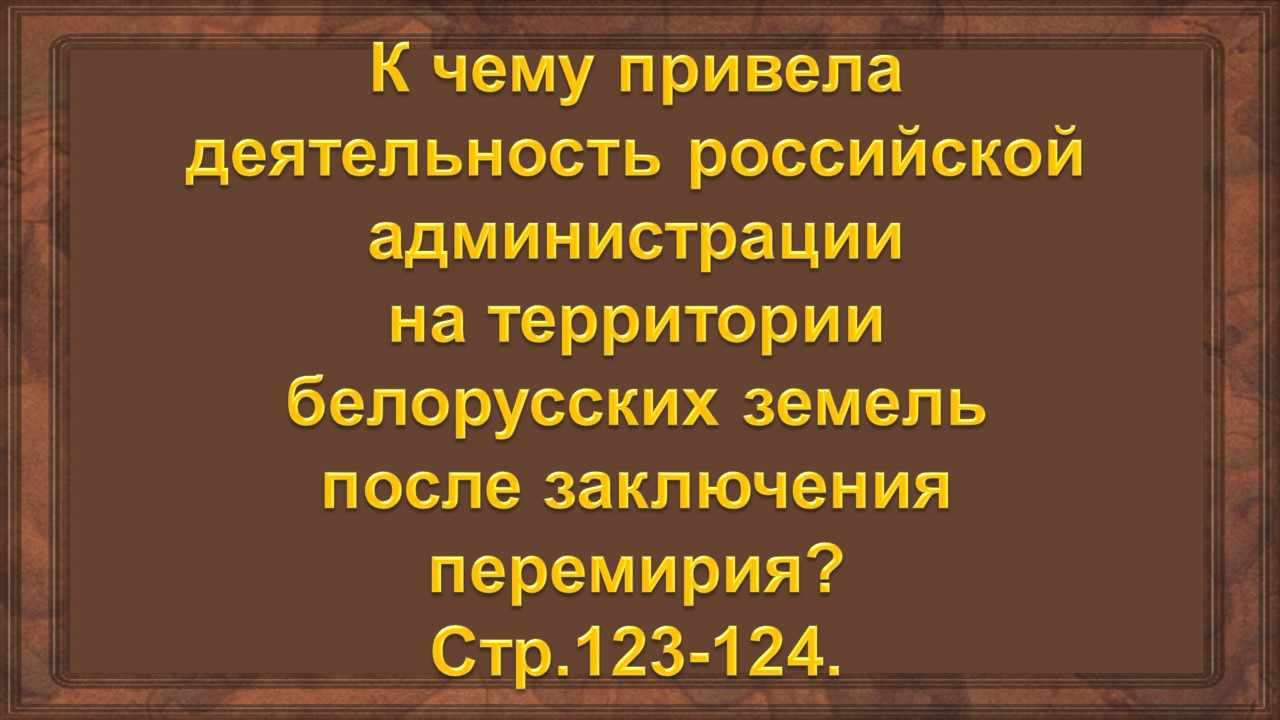 К чему привела
деятельность российской
администрации
на территории
белорусских земель
после заключения
перемирия?
Стр.123-124.